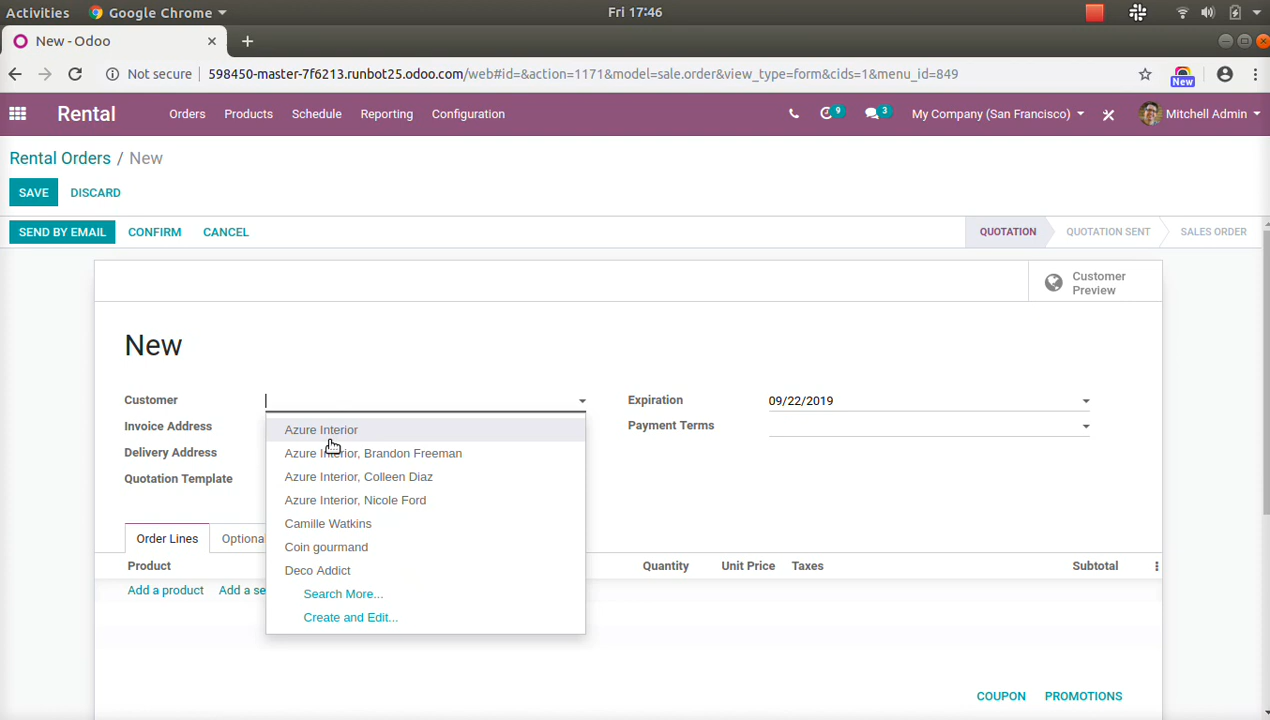 Activities Google Chrome Fri 17:46
New - Odoo
Not secure 598450-master-7f6213.runbot25.odoo.com/web#id=&action=1171&model=sale.order&view_type=form&cids=1&menu_id=849 New
Rental Orders Products Schedule Reporting Configuration 9 3 My Company (San Francisco) Mitchell Admin
Rental Orders / New
SAVE DISCARD
SEND BY EMAIL CONFIRM CANCEL QUOTATION QUOTATION SENT SALES ORDER
Customer
Preview
New
Customer Expiration 09/22/2019
Invoice Address Payment Terms
Delivery Address
Quotation Template
Azure Interior
Azure Interior, Brandon Freeman
Azure Interior, Colleen Diaz
Azure Interior, Nicole Ford
Camille Watkins
Coin gourmand
Deco Addict
Search More...
Create and Edit...
Order Lines Optiona
Product Quantity Unit Price Taxes Subtotal
Add a product Add a se
COUPON PROMOTIONS